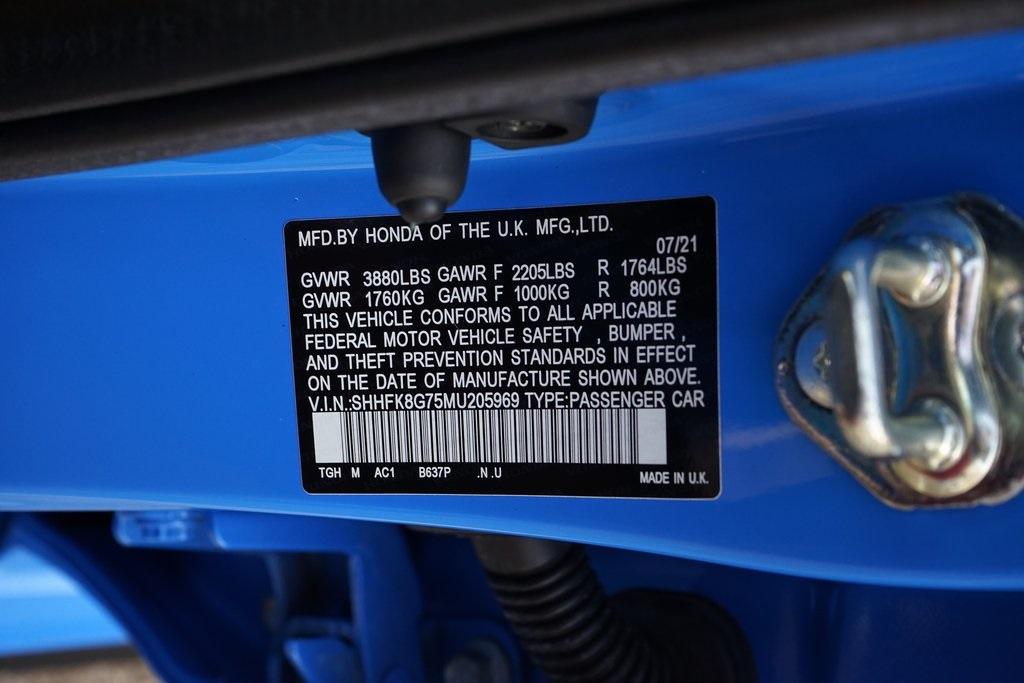 MFD.BY HONDA OF THE U.K. MFG.,LTD.
07/21
GVWR 3880LBS GAWR F 2205LBS R 1764LBS
GVWR 1760KG GAWR F 1000KG R 800KG
THIS VEHICLE CONFORMS TO ALL APPLICABLE
FEDERAL MOTOR VEHICLE SAFETY , BUMPER ,
AND THEFT PREVENTION STANDARDS IN EFFECT
ON THE DATE OF MANUFACTURE SHOWN ABOVE.
V.I.N.:SHHFK8G75MU205969 TYPE:PASSENGER CAR
TGH M AC1 B637P .N .U
MADE IN U.K.